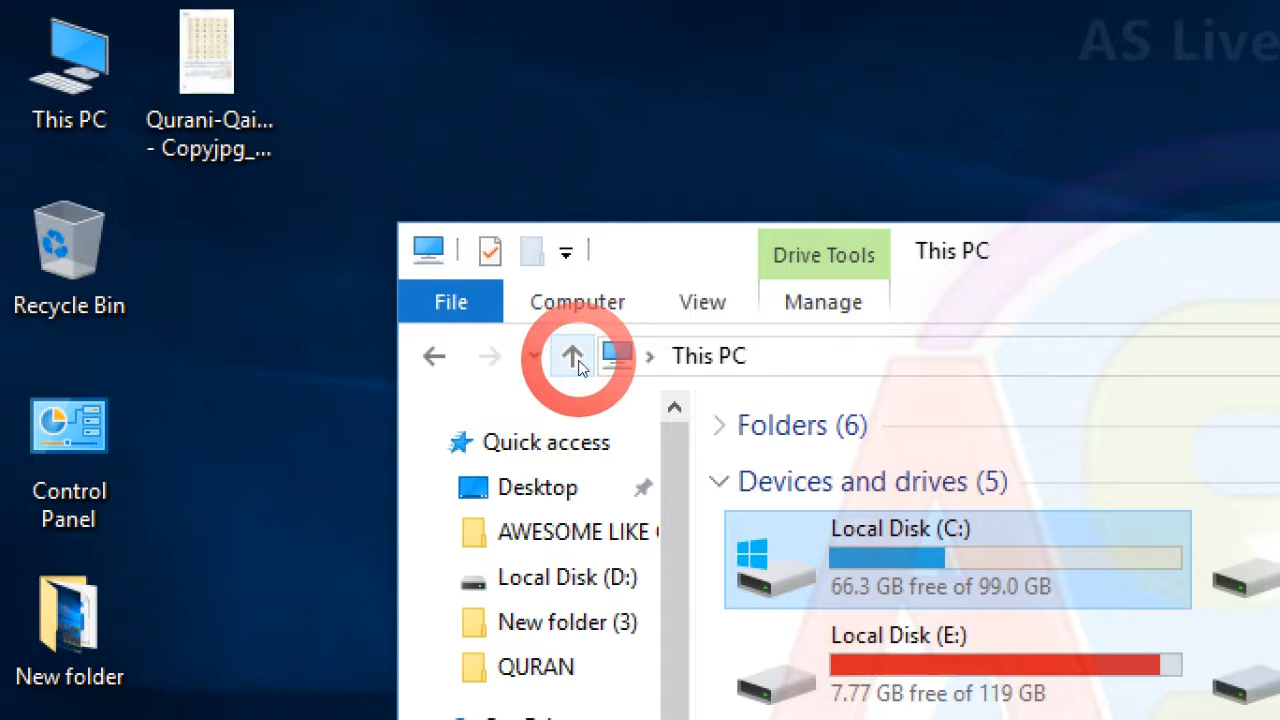 AS Live
This PC
Qurani-Qai...
- Copyjpg_...
Recycle Bin
Control
Panel
New folder
Drive Tools
This PC
File
Computer
View
Manage
This PC
Quick access
Desktop
AWESOME LIKE
Local Disk (D:)
New folder (3)
QURAN
Folders (6)
Devices and drives (5)
Local Disk (C:)
66.3 GB free of 99.0 GB
Local Disk (E:)
7.77 GB free of 119 GB